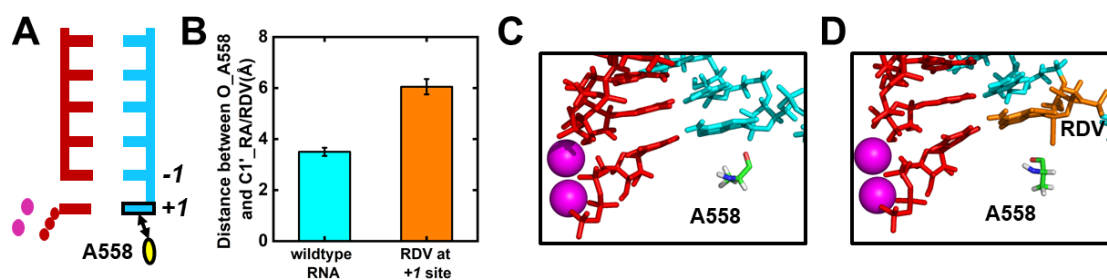 A
-1
+1
A558
B
Distance between O_A558
and C1'_RA/RDV(Å)
8
6
4
2
0
wildtype
RNA
RDV at
+1 site
C
A558
D
RDV
A558